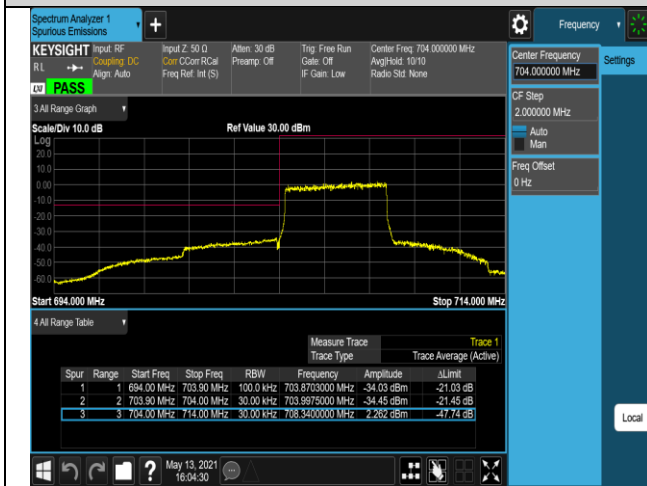 Spectrum Analyzer 1
Spurious Emissions
+
Frequency
KEYSIGHT Input: RF Input Z: 50 Ω Atten: 30 dB Trig: Free Run Center Freq: 704.000000 MHz
RL Coupling: DC Corr CCorr RCal Preamp: Off Gate: Off Avg|Hold: 10/10
Align: Auto Freq Ref: Int (S) IF Gain: Low Radio Std: None
LXI PASS
Center Frequency
704.000000 MHz
Settings
CF Step
2.000000 MHz
Auto
Man
Freq Offset
0 Hz
3 All Range Graph
Scale/Div 10.0 dB Ref Value 30.00 dBm
Log
20.0
10.0
0.00
-10.0
-20.0
-30.0
-40.0
-50.0
-60.0
Start 694.000 MHz Stop 714.000 MHz
4 All Range Table
Measure Trace Trace 1
Trace Type Trace Average (Active)
Spur Range Start Freq Stop Freq RBW Frequency Amplitude ΔLimit
1 1 694.00 MHz 703.90 MHz 100.0 kHz 703.8703000 MHz -34.03 dBm -21.03 dB
2 2 703.90 MHz 704.00 MHz 30.00 kHz 703.9975000 MHz -34.45 dBm -21.45 dB
3 3 704.00 MHz 714.00 MHz 30.00 kHz 708.3400000 MHz 2.262 dBm -47.74 dB
Local
?
May 13, 2021
16:04:30